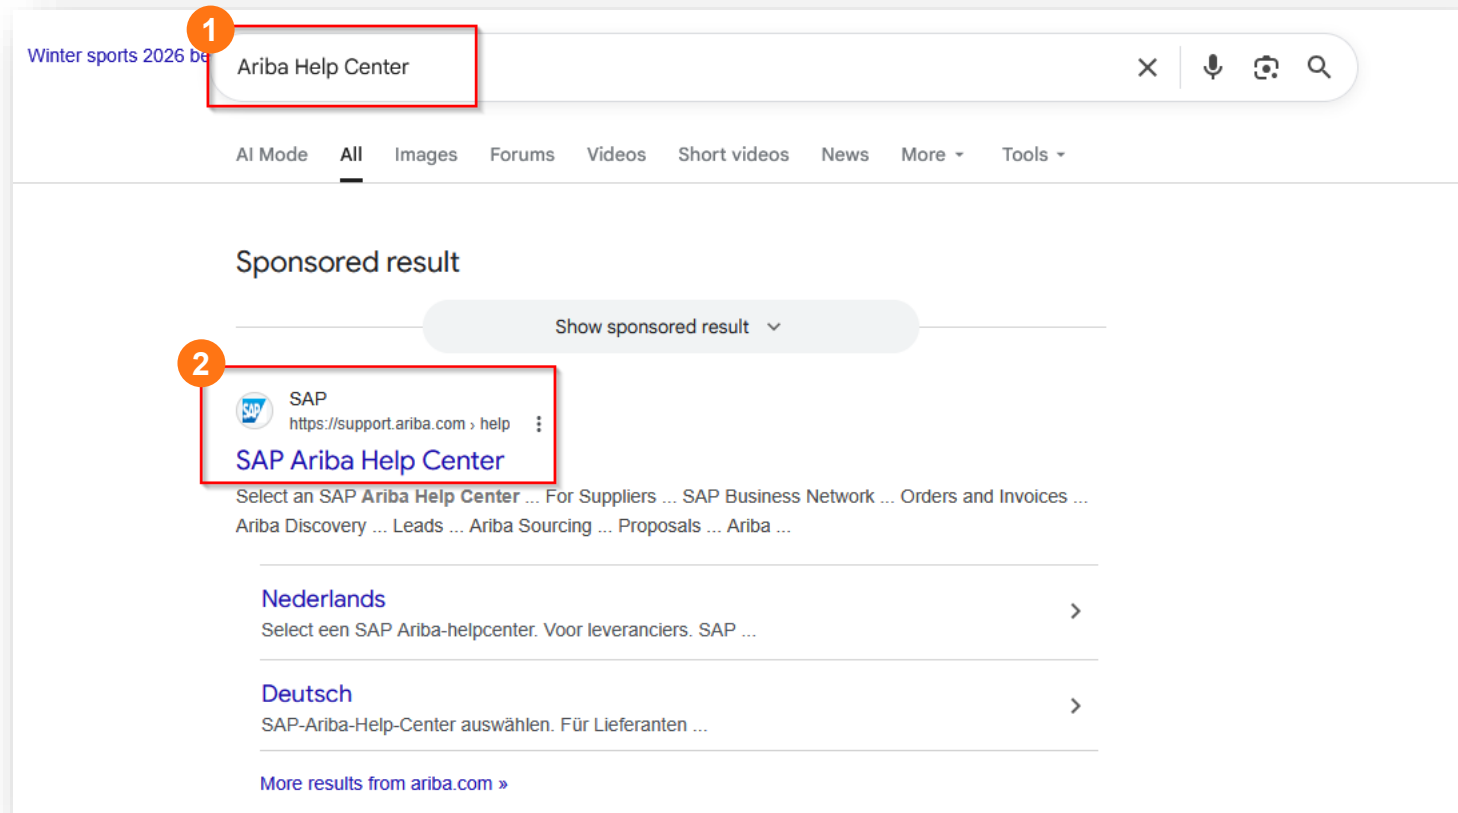 1
Winter sports 2026 be
Ariba Help Center
AI Mode All Images Forums Videos Short videos News More Tools
Sponsored result
Show sponsored result
2
SAP
SAP
https://support.ariba.com › help
SAP Ariba Help Center
Select an SAP Ariba Help Center ... For Suppliers ... SAP Business Network ... Orders and Invoices ...
Ariba Discovery ... Leads ... Ariba Sourcing ... Proposals ... Ariba ...
Nederlands
Select een SAP Ariba-helpcenter. Voor leveranciers. SAP ...
Deutsch
SAP-Ariba-Help-Center auswählen. Für Lieferanten ...
More results from ariba.com »